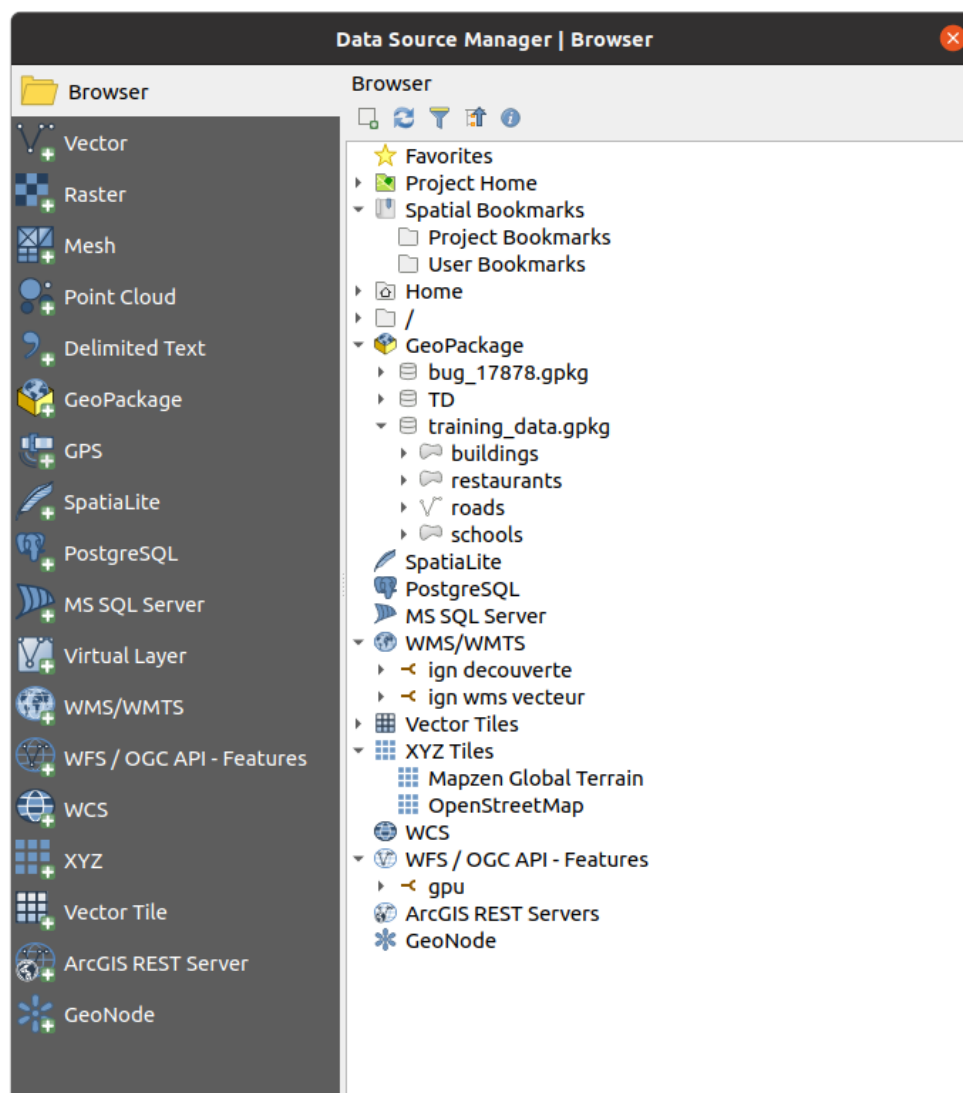 Data Source Manager | Browser
Browser
Vector
Raster
Mesh
Point Cloud
Delimited Text
GeoPackage
GPS
SpatiaLite
PostgreSQL
MS SQL Server
Virtual Layer
WMS/WMTS
WFS / OGC API - Features
WCS
XYZ
Vector Tile
ArcGIS REST Server
GeoNode
Browser
Favorites
Project Home
Spatial Bookmarks
Project Bookmarks
User Bookmarks
Home
/
GeoPackage
bug_17878.gpkg
TD
training_data.gpkg
buildings
restaurants
roads
schools
SpatiaLite
PostgreSQL
MS SQL Server
WMS/WMTS
ign decouverte
ign wms vecteur
Vector Tiles
XYZ Tiles
Mapzen Global Terrain
OpenStreetMap
WCS
WFS / OGC API - Features
gpu
ArcGIS REST Servers
GeoNode